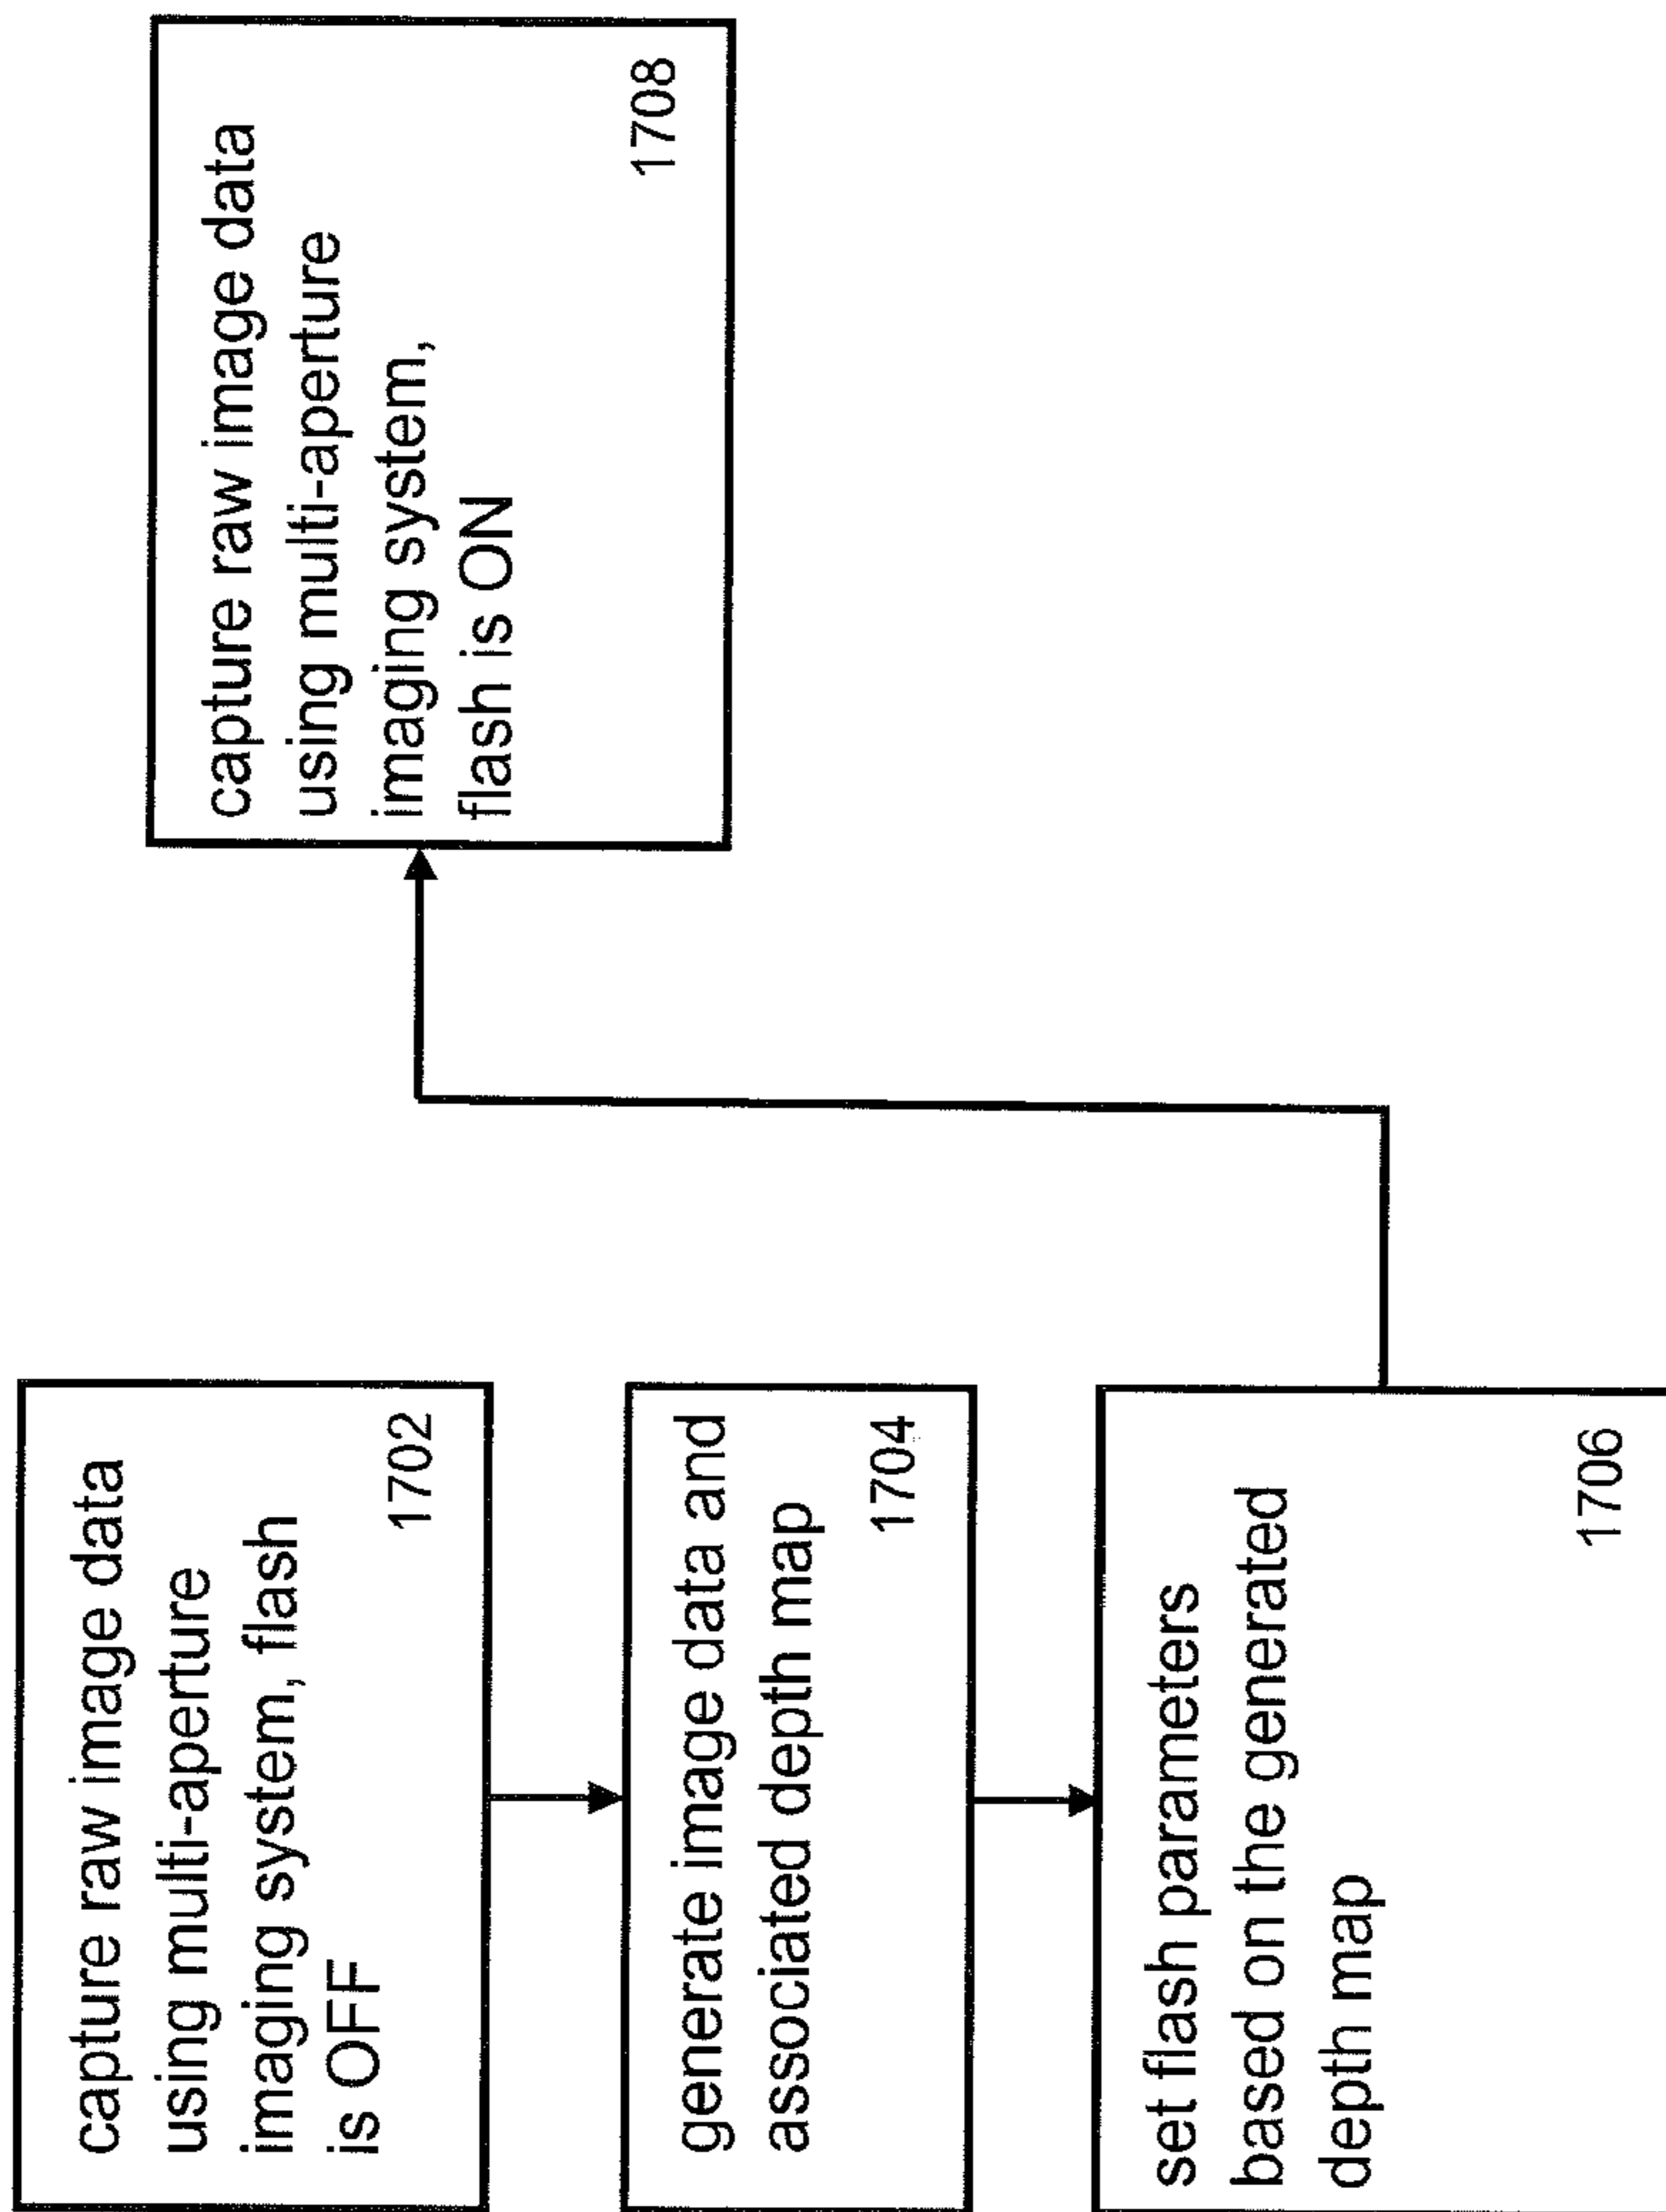 capture raw image data
using multi-aperture
imaging system, flash
is OFF
1702
generate image data and
associated depth map
1704
set flash parameters
based on the generated
depth map
1706
capture raw image data
using multi-aperture
imaging system,
flash is ON
1708